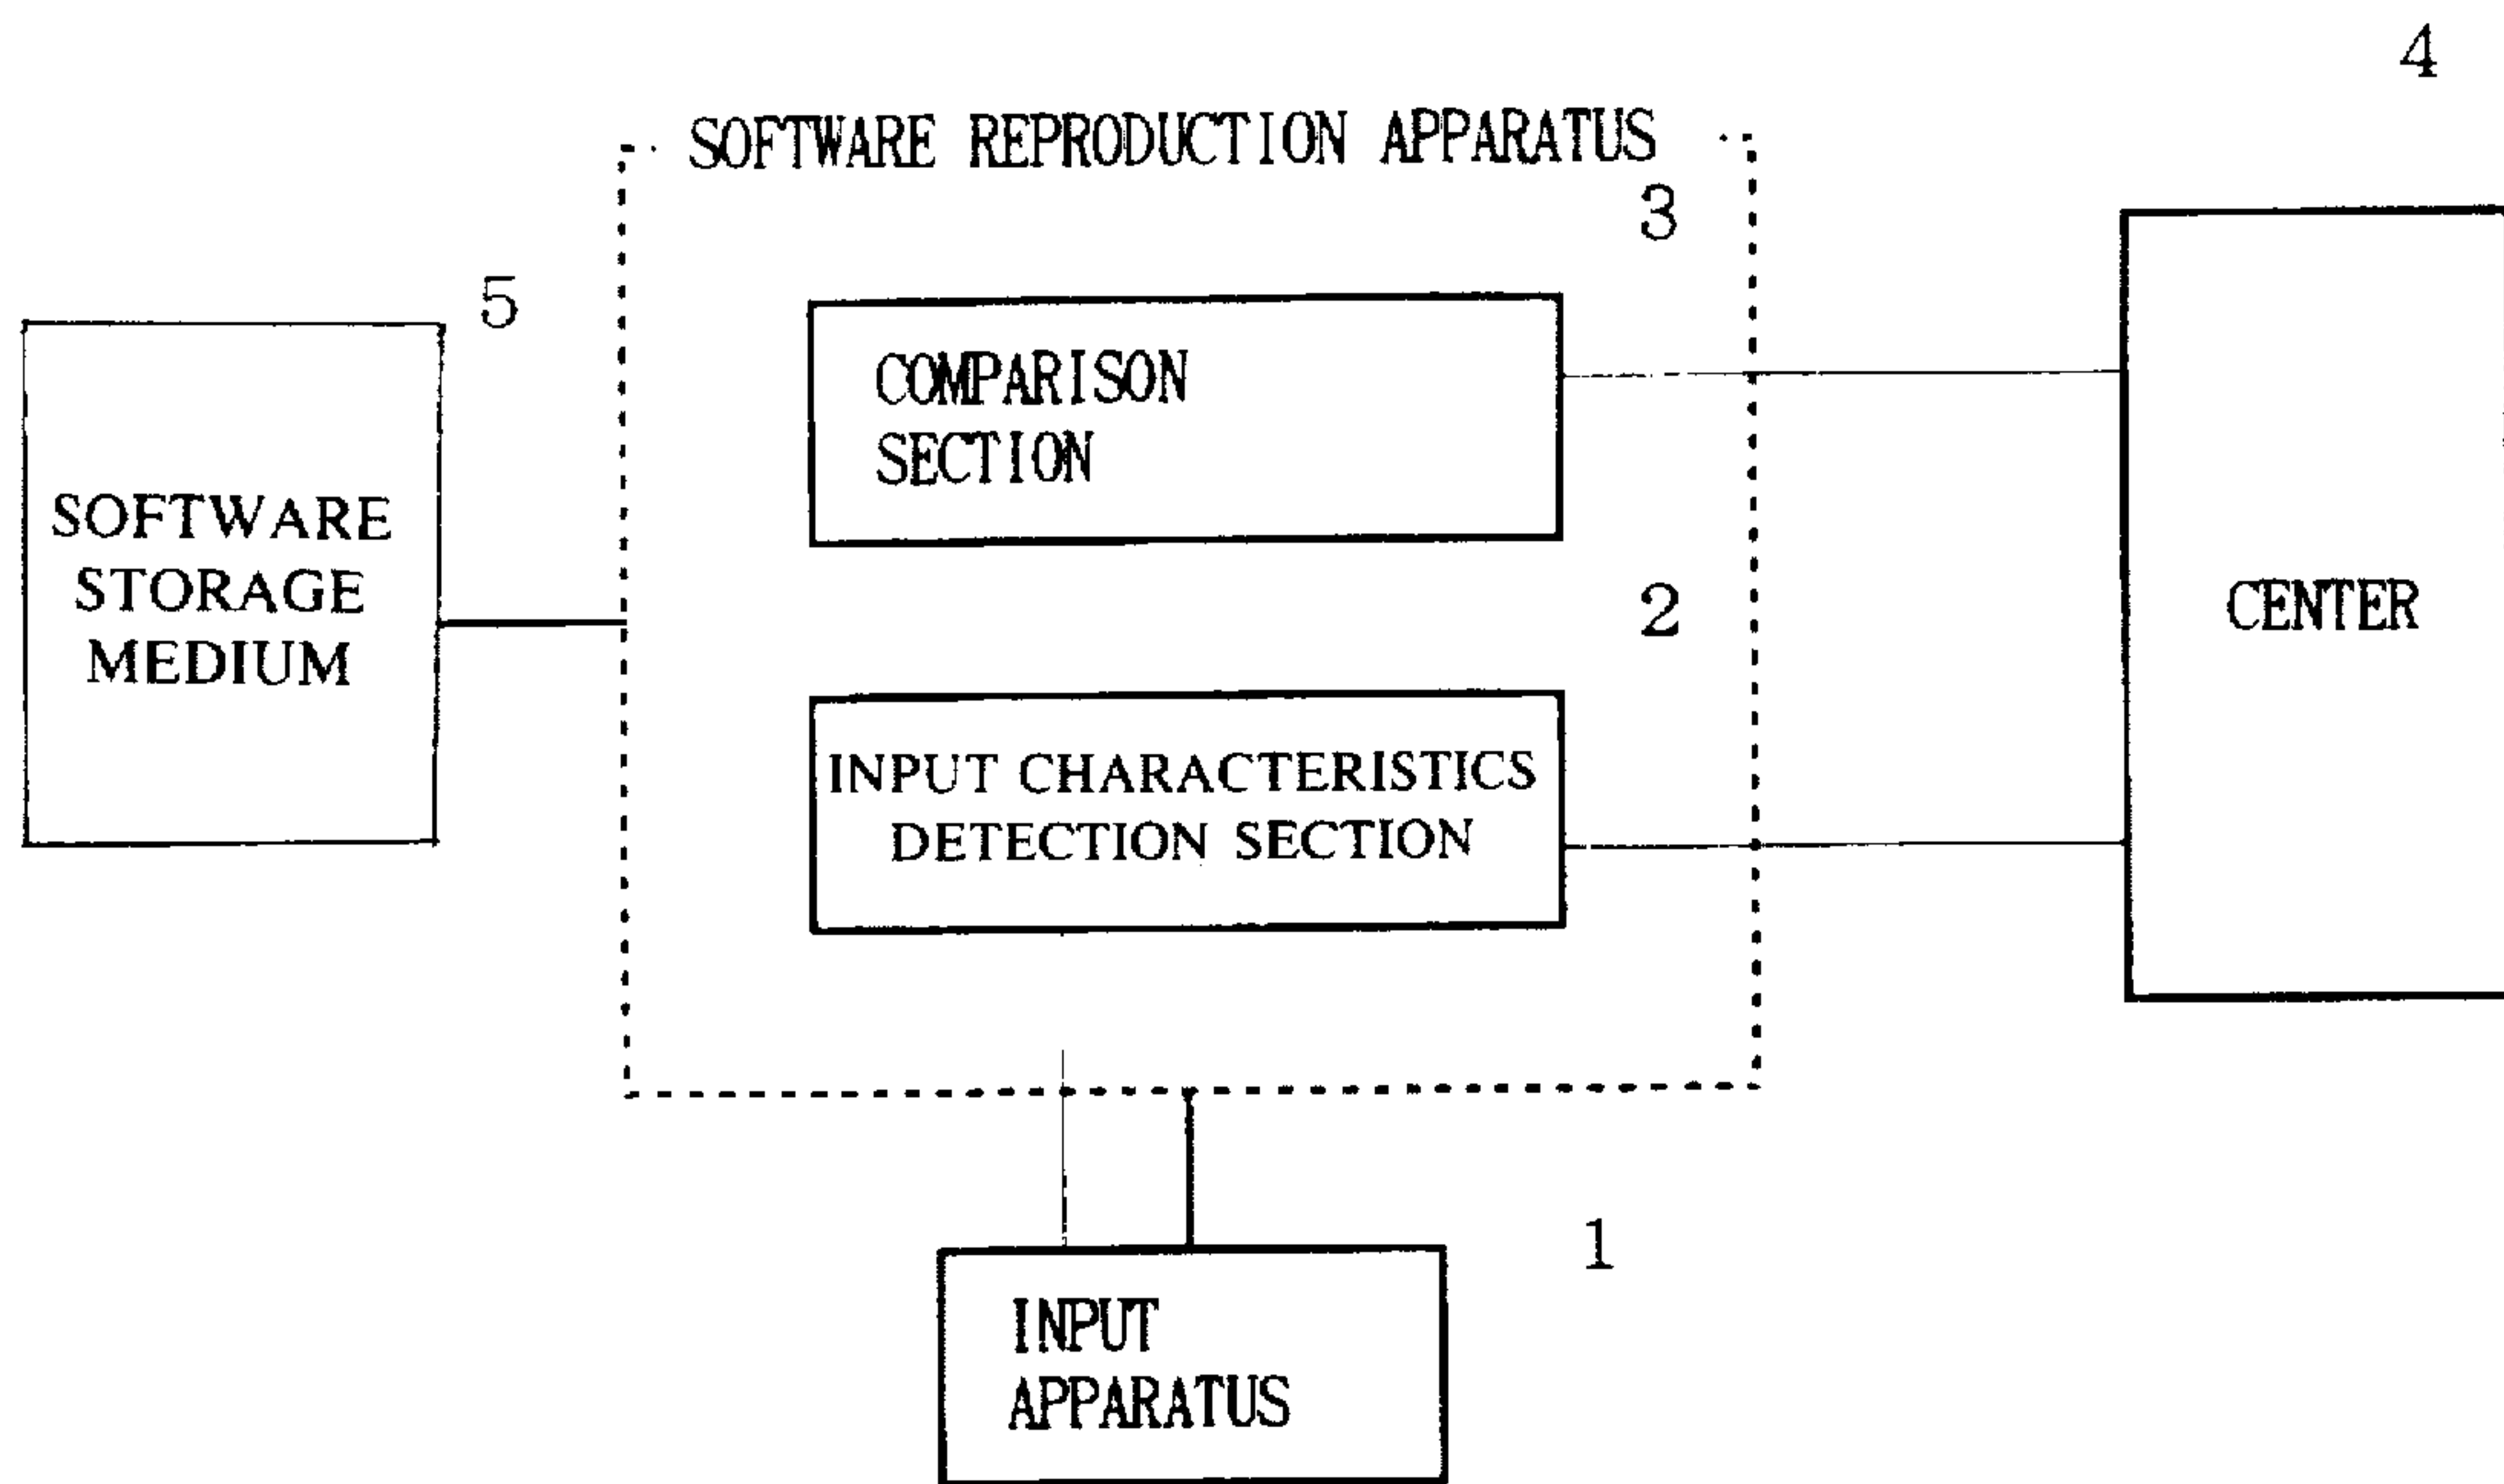 4
SOFTWARE REPRODUCTION APPARATUS
3
5
COMPARISON
SECTION
SOFTWARE
STORAGE
MEDIUM
2
CENTER
INPUT CHARACTERISTICS
DETECTION SECTION
1
INPUT
APPARATUS